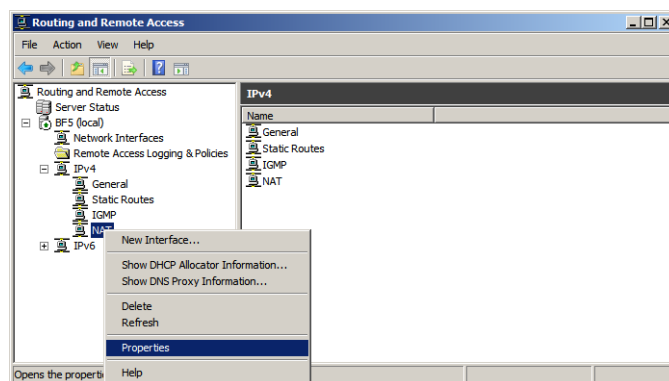 Routing and Remote Access
File Action View Help
Routing and Remote Access
Server Status
BF5 (local)
Network Interfaces
Remote Access Logging & Policies
IPv4
General
Static Routes
IGMP
NAT
IPv6
IPv4
Name
General
Static Routes
IGMP
NAT
New Interface...
Show DHCP Allocator Information...
Show DNS Proxy Information...
Delete
Refresh
Properties
Help
Opens the properti